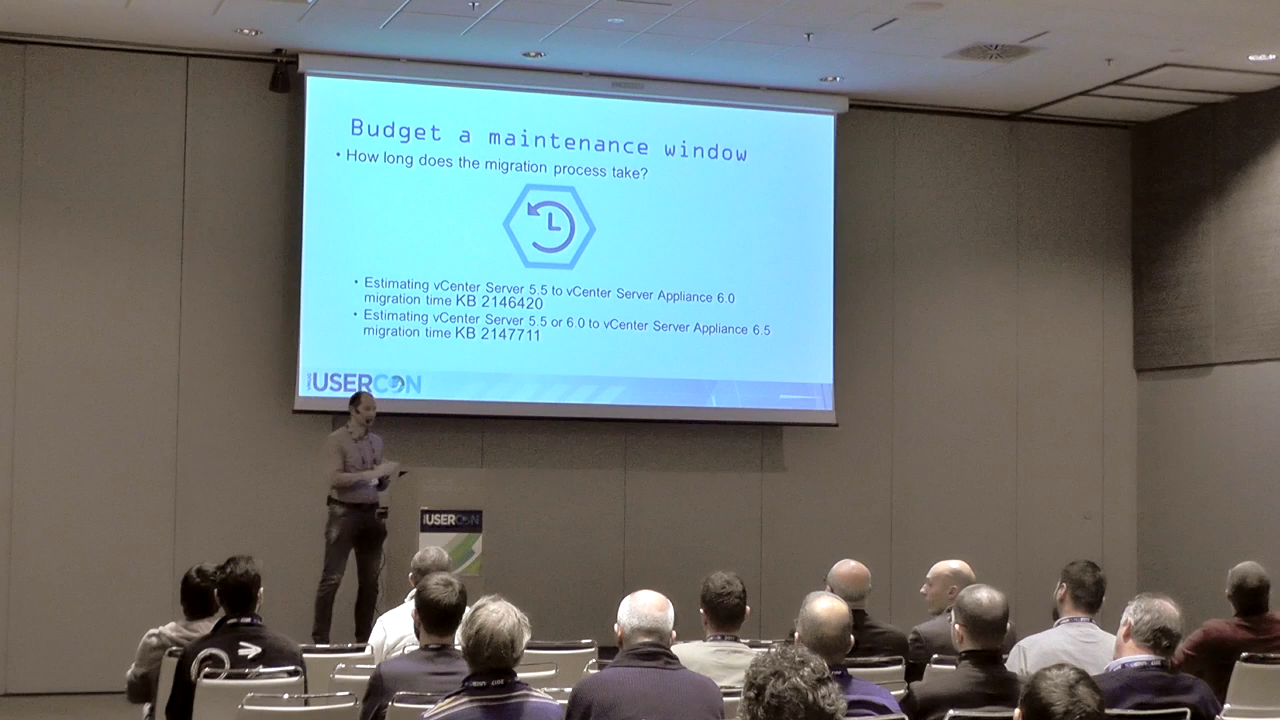 Budget a maintenance window
• How long does the migration process take?
• Estimating vCenter Server 5.5 to vCenter Server Appliance 6.0
migration time KB 2146420
• Estimating vCenter Server 5.5 or 6.0 to vCenter Server Appliance 6.5
migration time KB 2147711
USERCON
USERCON